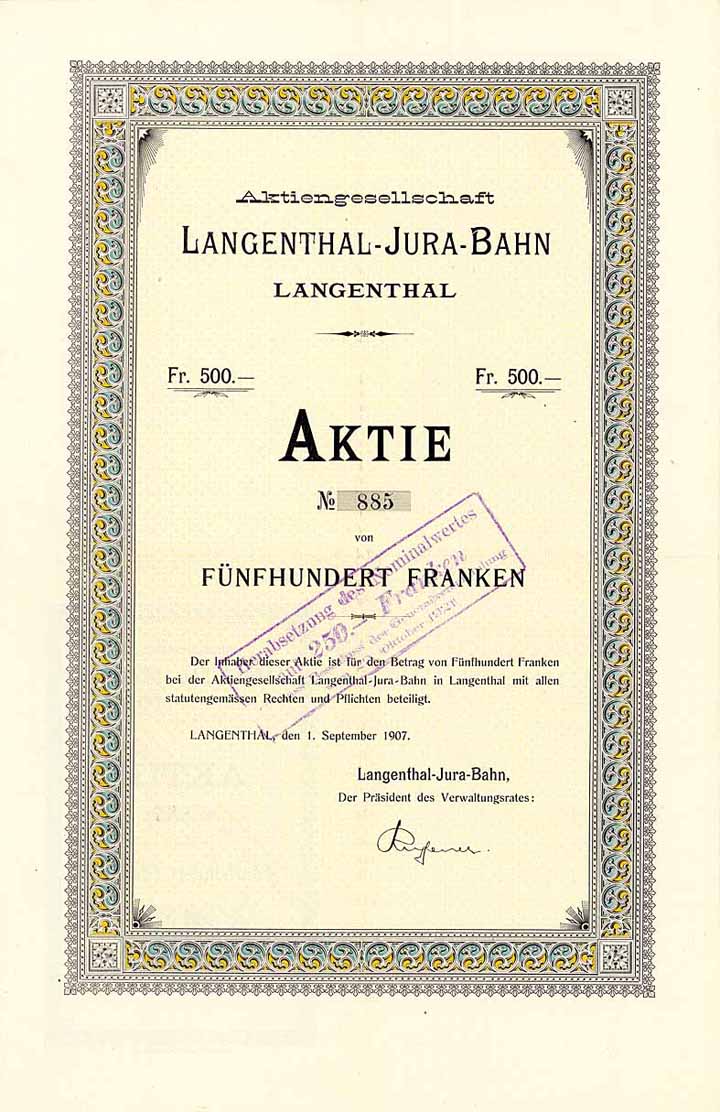 Aktiengesellschaft
LANGENTHAL-JURA-BAHN
LANGENTHAL
Fr. 500.— Fr. 500.—
AKTIE
№ 885
von
FÜNFHUNDERT FRANKEN
Herabsetzung des Nominalwertes
250.— Franken
der Generalversammlung
Oktober
Der Inhaber dieser Aktie ist für den Betrag von Fünfhundert Franken
bei der Aktiengesellschaft Langenthal-Jura-Bahn in Langenthal mit allen
statutengemässen Rechten und Pflichten beteiligt.
LANGENTHAL, den 1. September 1907.
Langenthal-Jura-Bahn,
Der Präsident des Verwaltungsrates: